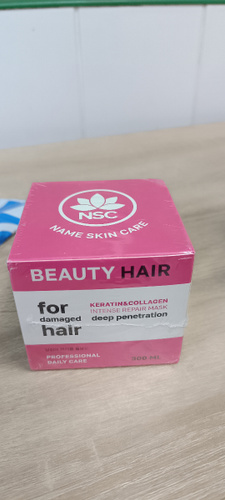 NSC
NAME SKIN CARE
BEAUTY HAIR
for damaged hair
KERATIN&COLLAGEN
INTENSE REPAIR MASK
deep penetration
PROFESSIONAL
DAILY CARE